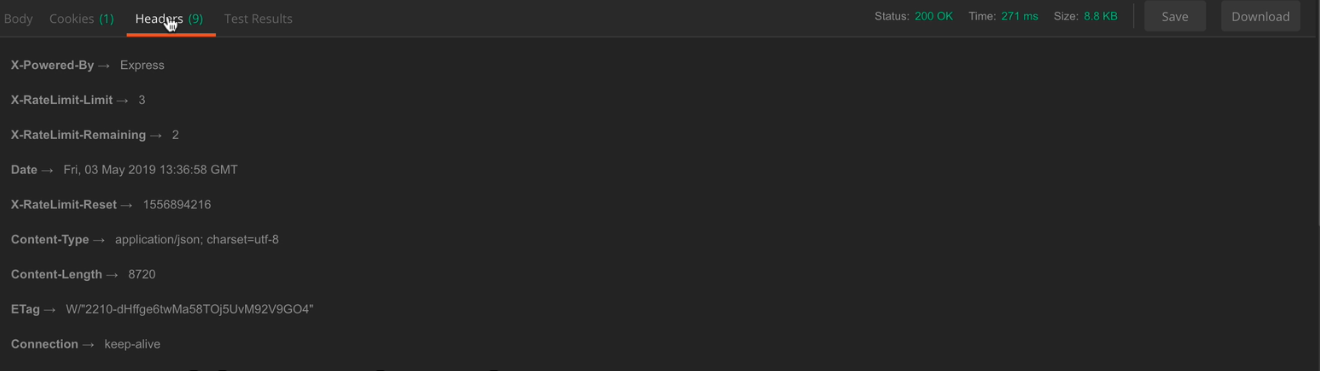 Body Cookies (1) Headers (9) Test Results Status: 200 OK Time: 271 ms Size: 8.8 KB Save Download
X-Powered-By → Express
X-RateLimit-Limit → 3
X-RateLimit-Remaining → 2
Date → Fri, 03 May 2019 13:36:58 GMT
X-RateLimit-Reset → 1556894216
Content-Type → application/json; charset=utf-8
Content-Length → 8720
ETag → W/"2210-dHffge6twMa58TOj5UvM92V9GO4"
Connection → keep-alive